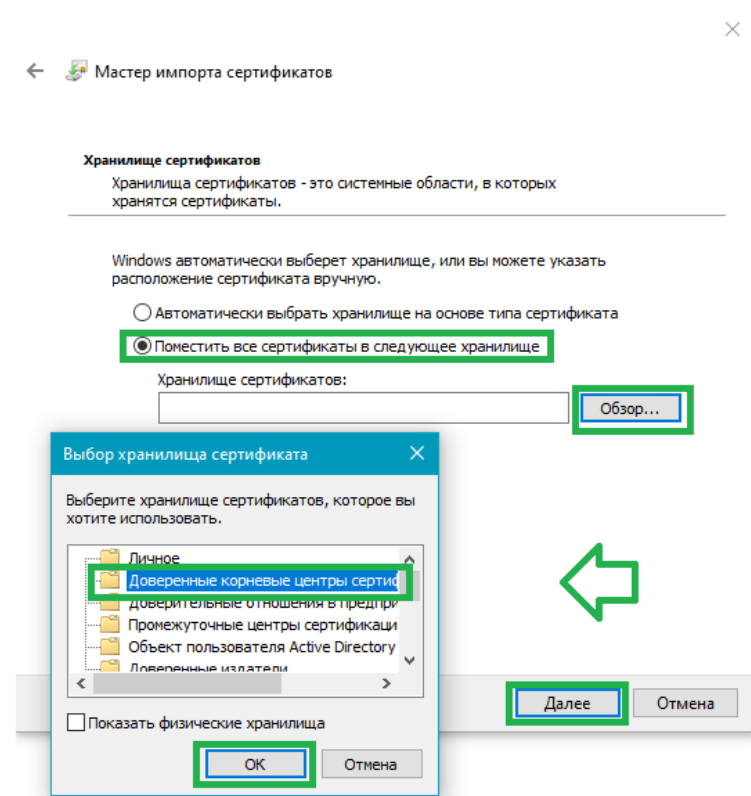 Мастер импорта сертификатов
Хранилище сертификатов
Хранилища сертификатов - это системные области, в которых
хранятся сертификаты.
Windows автоматически выберет хранилище, или вы можете указать
расположение сертификата вручную.
Автоматически выбрать хранилище на основе типа сертификата
Поместить все сертификаты в следующее хранилище
Хранилище сертификатов:
Обзор...
Выбор хранилища сертификата
Выберите хранилище сертификатов, которое вы
хотите использовать.
Личное
Доверенные корневые центры сертиф
Доверительные отношения в предпри
Промежуточные центры сертификаци
Объект пользователя Active Directory
Доверенные издатели
Показать физические хранилища
ОК
Отмена
Далее
Отмена